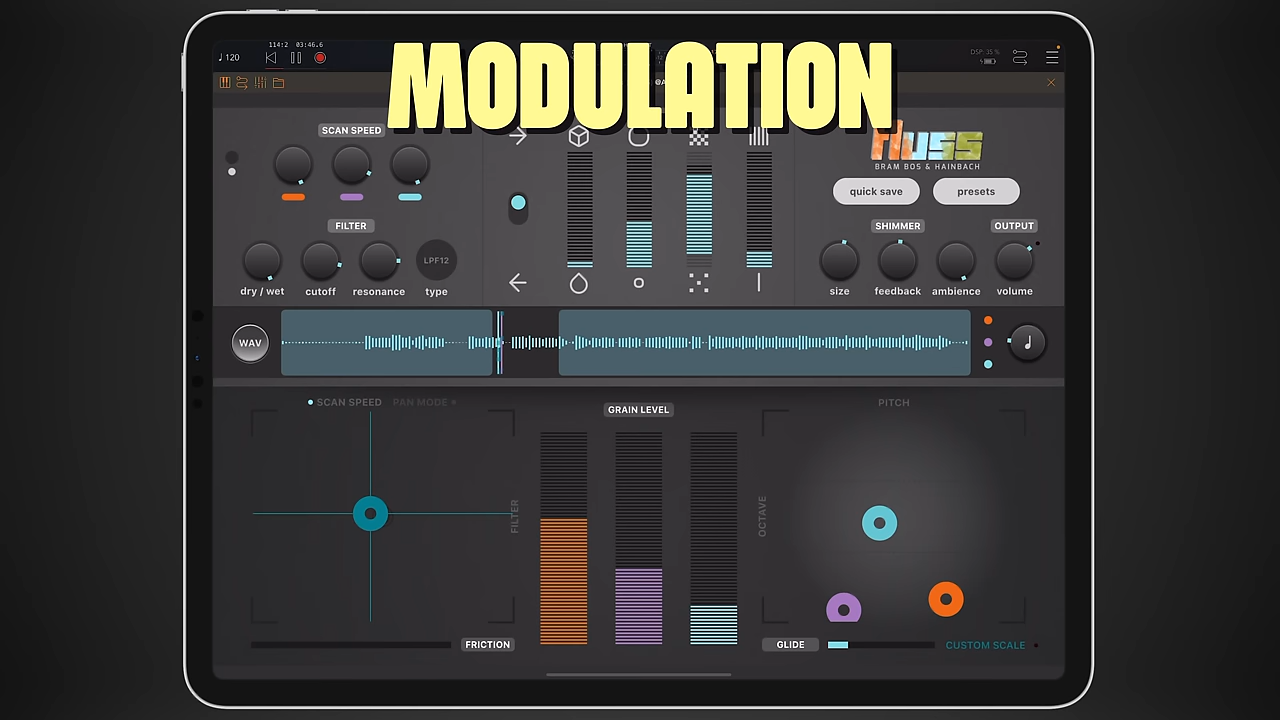 MODULATION
♩ 120
114:2 03:46.6
DSP: 35 %
SCAN SPEED
fluss
BRAM BOS & HAINBACH
quick save
presets
FILTER
SHIMMER
OUTPUT
LPF12
dry / wet
cutoff
resonance
type
size
feedback
ambience
volume
WAV
SCAN SPEED
PAN MODE
GRAIN LEVEL
PITCH
FILTER
OCTAVE
FRICTION
GLIDE
CUSTOM SCALE